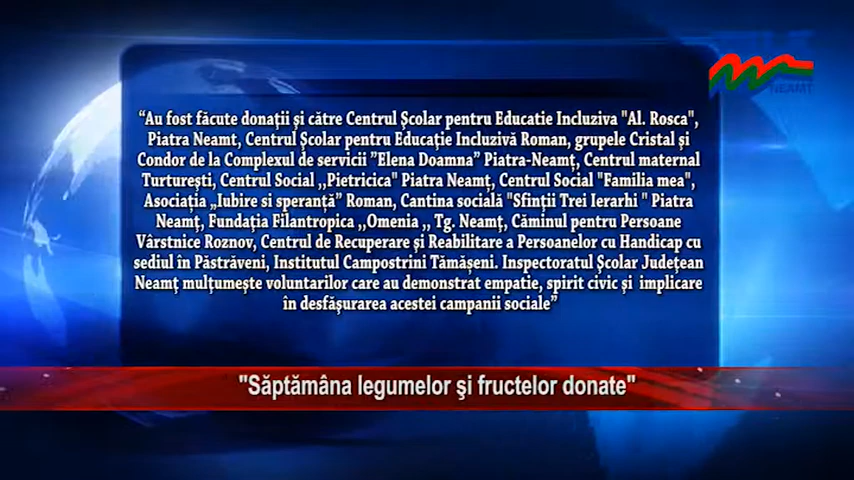 “Au fost făcute donații și către Centrul Școlar pentru Educatie Incluziva "Al. Rosca",
Piatra Neamt, Centrul Școlar pentru Educație Incluzivă Roman, grupele Cristal și
Condor de la Complexul de servicii ”Elena Doamna” Piatra-Neamț, Centrul maternal
Turturești, Centrul Social ,,Pietricica" Piatra Neamț, Centrul Social "Familia mea",
Asociația „Iubire si speranță” Roman, Cantina socială "Sfinții Trei Ierarhi " Piatra
Neamț, Fundația Filantropica ,,Omenia ,, Tg. Neamț, Căminul pentru Persoane
Vârstnice Roznov, Centrul de Recuperare și Reabilitare a Persoanelor cu Handicap cu
sediul în Păstrăveni, Institutul Campostrini Tămășeni. Inspectoratul Școlar Județean
Neamț mulțumește voluntarilor care au demonstrat empatie, spirit civic și  implicare
în desfășurarea acestei campanii sociale”
"Săptămâna legumelor şi fructelor donate"
NEAMȚ